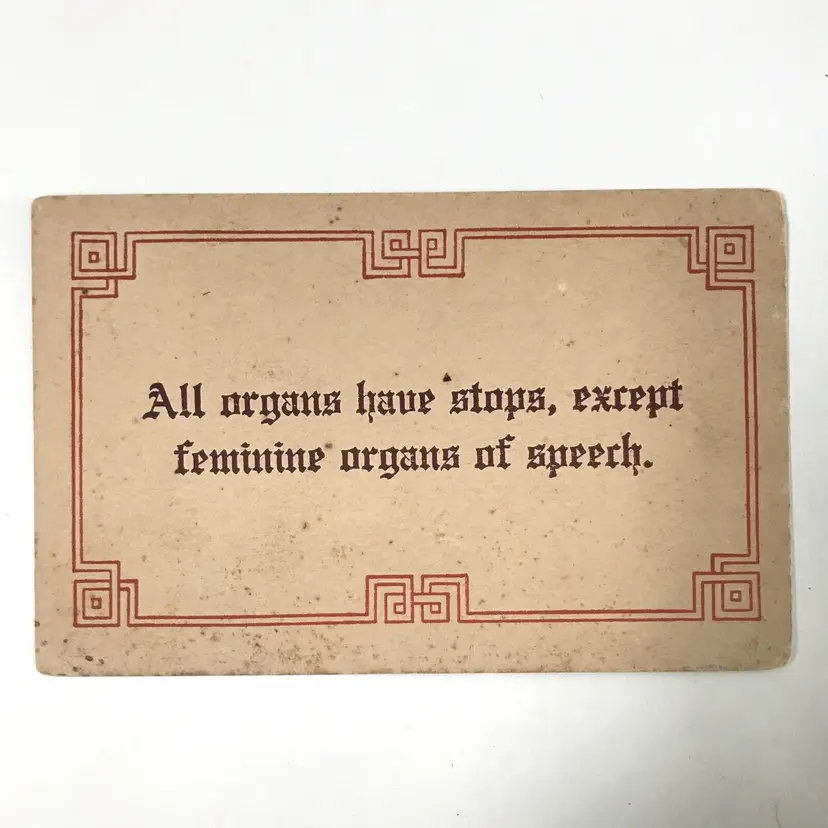 All organs have stops, except
feminine organs of speech.